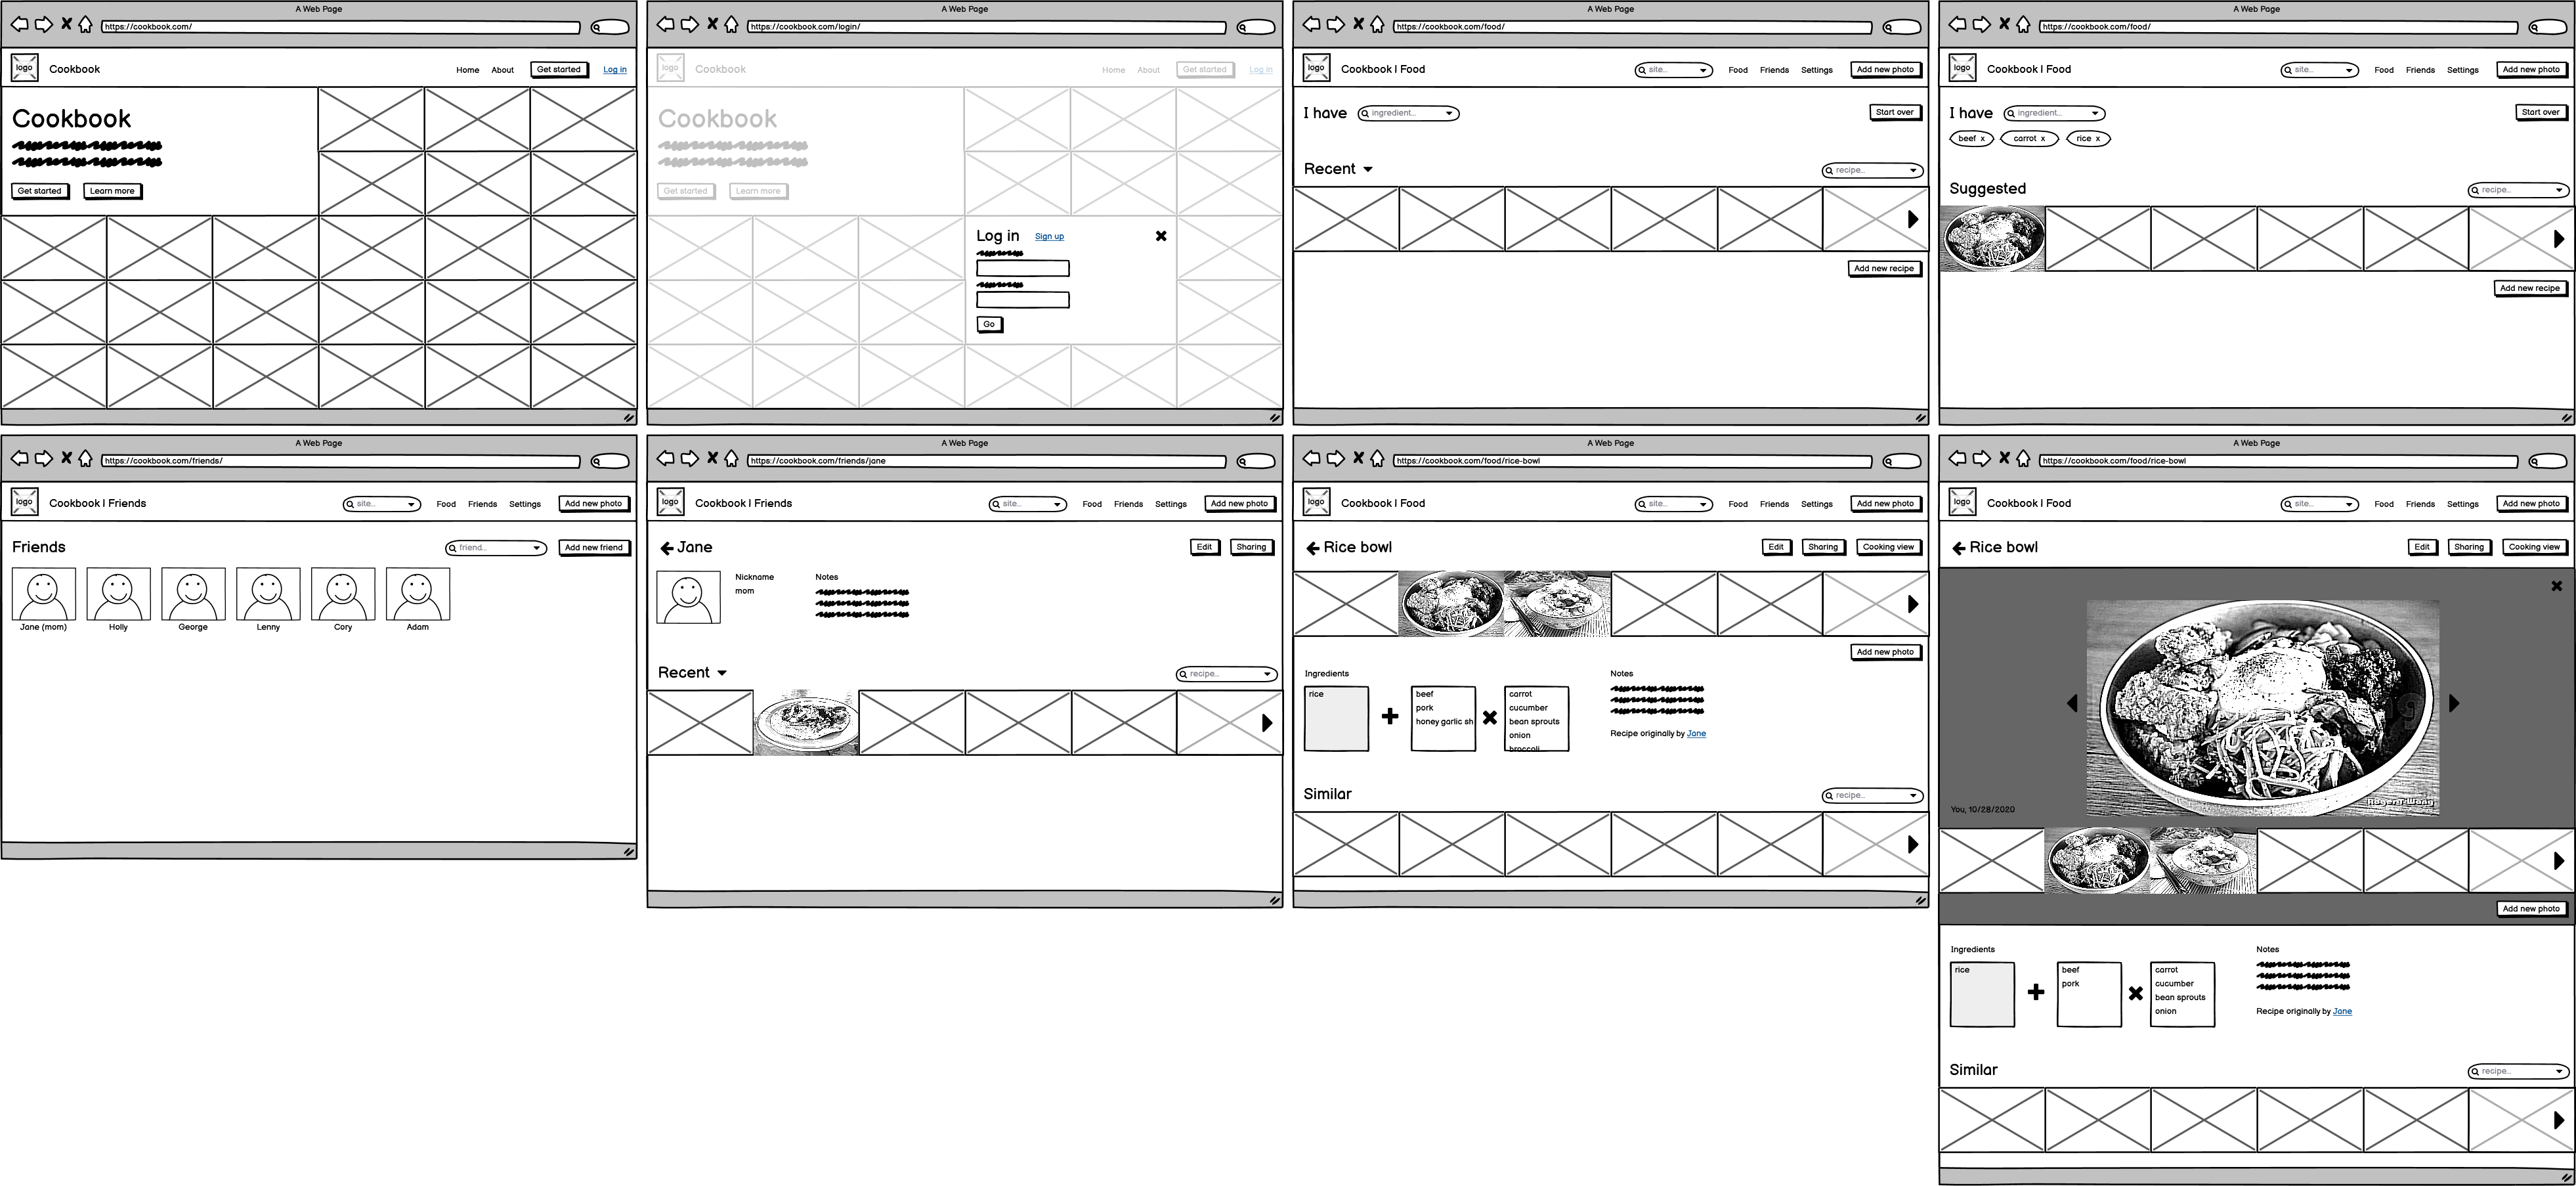 A Web Page
https://cookbook.com/
logo
Cookbook
Home About Get started Log in
Cookbook
Get started Learn more
A Web Page
https://cookbook.com/login/
logo
Cookbook
Home About Get started Log in
Cookbook
Get started Learn more
Log in Sign up
Go
A Web Page
https://cookbook.com/food/
logo
Cookbook | Food
site... Food Friends Settings Add new photo
I have ingredient... Start over
Recent recipe...
Add new recipe
A Web Page
https://cookbook.com/food/
logo
Cookbook | Food
site... Food Friends Settings Add new photo
I have ingredient... Start over
beef x carrot x rice x
Suggested recipe...
Add new recipe
A Web Page
https://cookbook.com/friends/
logo
Cookbook | Friends
site... Food Friends Settings Add new photo
Friends friend... Add new friend
Jane (mom) Holly George Lenny Cory Adam
A Web Page
https://cookbook.com/friends/jane
logo
Cookbook | Friends
site... Food Friends Settings Add new photo
Jane Edit Sharing
Nickname
mom
Notes
Recent recipe...
A Web Page
https://cookbook.com/food/rice-bowl
logo
Cookbook | Food
site... Food Friends Settings Add new photo
Rice bowl Edit Sharing Cooking view
Add new photo
Ingredients
rice
beef
pork
honey garlic sh
carrot
cucumber
bean sprouts
onion
broccoli
Notes
Recipe originally by Jane
Similar recipe...
A Web Page
https://cookbook.com/food/rice-bowl
logo
Cookbook | Food
site... Food Friends Settings Add new photo
Rice bowl Edit Sharing Cooking view
You, 10/28/2020
Add new photo
Ingredients
rice
beef
pork
carrot
cucumber
bean sprouts
onion
Notes
Recipe originally by Jane
Similar recipe...